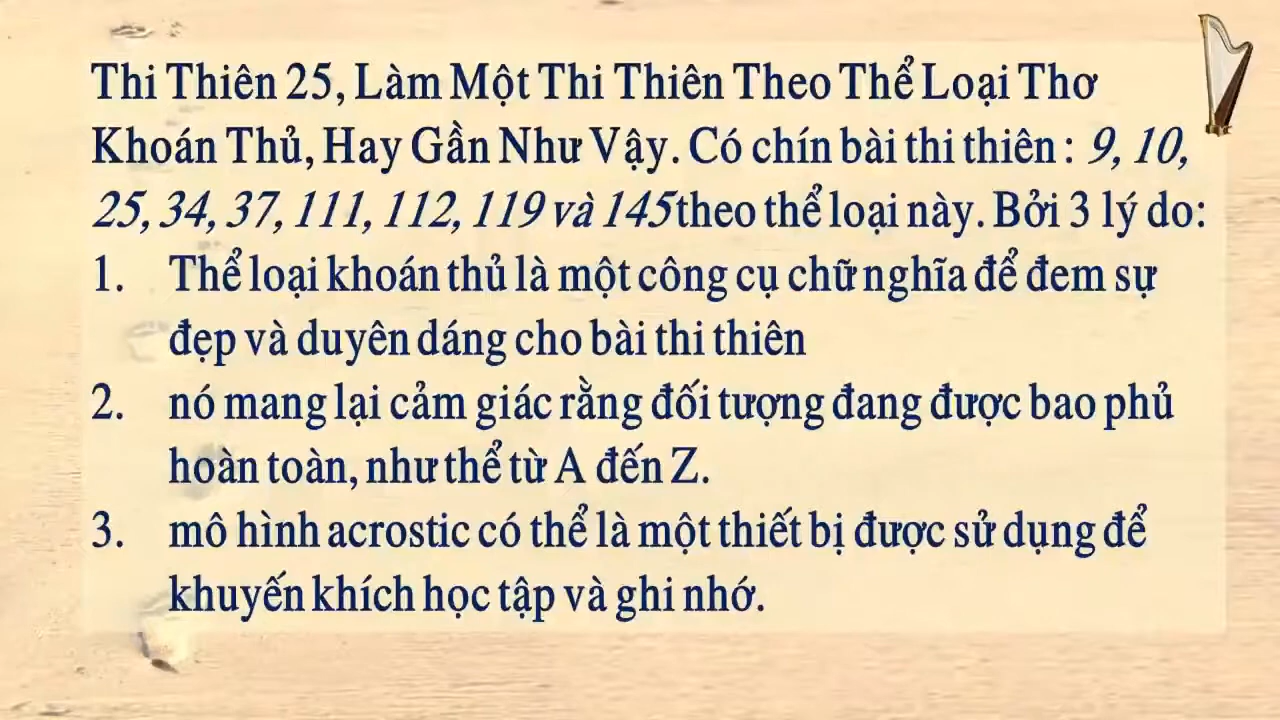 Thi Thiên 25, Làm Một Thi Thiên Theo Thể Loại Thơ
Khoán Thủ, Hay Gần Như Vậy. Có chín bài thi thiên : 9, 10,
25, 34, 37, 111, 112, 119 và 145 theo thể loại này. Bởi 3 lý do:
1. Thể loại khoán thủ là một công cụ chữ nghĩa để đem sự
đẹp và duyên dáng cho bài thi thiên
2. nó mang lại cảm giác rằng đối tượng đang được bao phủ
hoàn toàn, như thể từ A đến Z.
3. mô hình acrostic có thể là một thiết bị được sử dụng để
khuyến khích học tập và ghi nhớ.